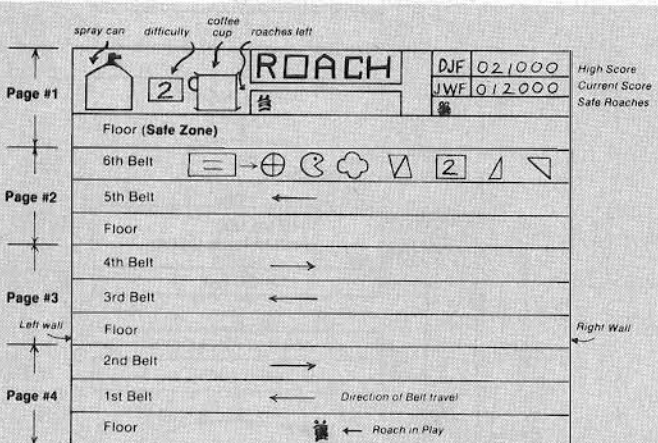 spray can difficulty coffee cup roaches left
ROACH
DJF 021000 High Score
JWF 012000 Current Score
Safe Roaches
Page #1
2
Floor (Safe Zone)
6th Belt 2
Page #2
5th Belt
Floor
4th Belt
Page #3
3rd Belt
Left wall
Floor
Right Wall
2nd Belt
Page #4
1st Belt Direction of Belt travel
Floor Roach in Play